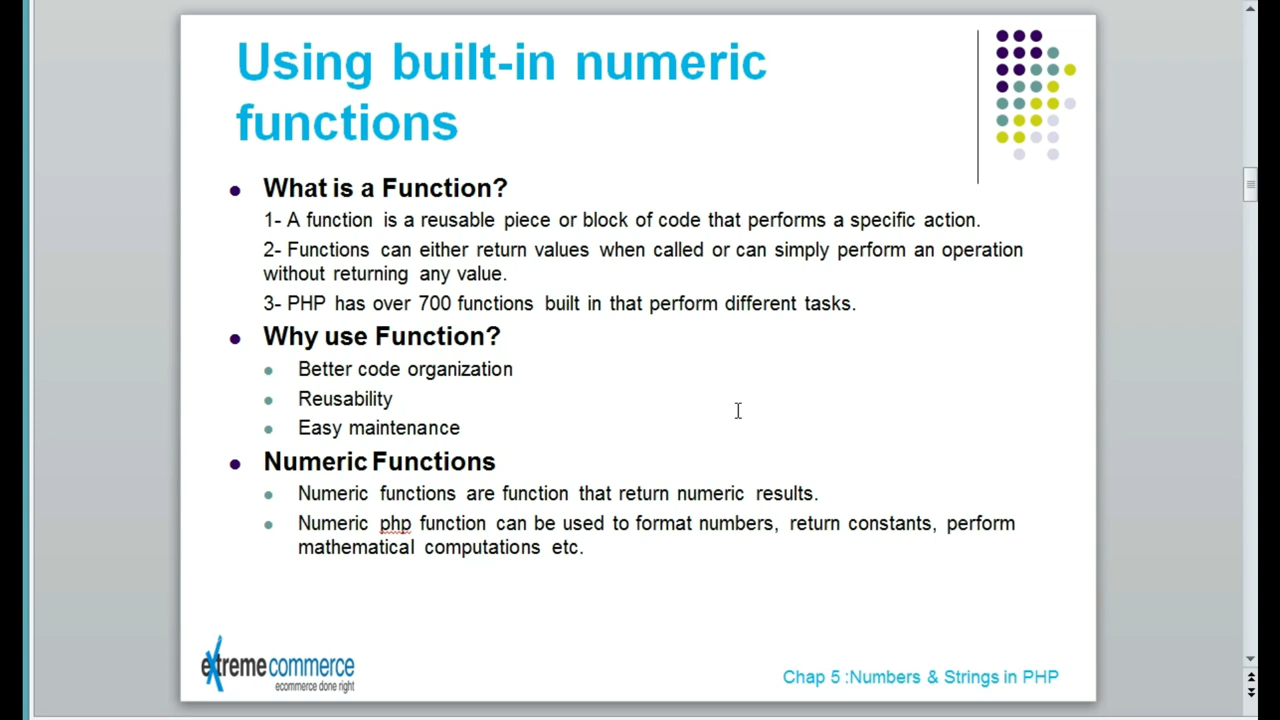 Using built-in numeric
functions
What is a Function?
1- A function is a reusable piece or block of code that performs a specific action.
2- Functions can either return values when called or can simply perform an operation
without returning any value.
3- PHP has over 700 functions built in that perform different tasks.
Why use Function?
Better code organization
Reusability
Easy maintenance
Numeric Functions
Numeric functions are function that return numeric results.
Numeric php function can be used to format numbers, return constants, perform
mathematical computations etc.
extreme commerce
ecommerce done right
Chap 5 :Numbers & Strings in PHP